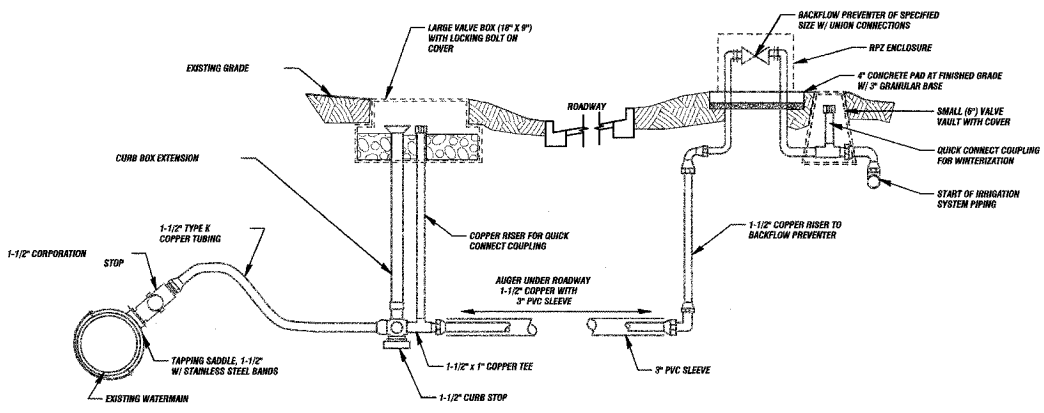 BACKFLOW PREVENTER OF SPECIFIED
SIZE W/ UNION CONNECTIONS
LARGE VALVE BOX (18" X 9")
WITH LOCKING BOLT ON
COVER
RPZ ENCLOSURE
EXISTING GRADE
4" CONCRETE PAD AT FINISHED GRADE
W/ 3" GRANULAR BASE
ROADWAY
SMALL (6") VALVE
VAULT WITH COVER
CURB BOX EXTENSION
QUICK CONNECT COUPLING
FOR WINTERIZATION
START OF IRRIGATION
SYSTEM PIPING
1-1/2" TYPE K
COPPER TUBING
COPPER RISER FOR QUICK
CONNECT COUPLING
1-1/2" COPPER RISER TO
BACKFLOW PREVENTER
1-1/2" CORPORATION
STOP
AUGER UNDER ROADWAY
1-1/2" COPPER WITH
3" PVC SLEEVE
TAPPING SADDLE, 1-1/2"
W/ STAINLESS STEEL BANDS
1-1/2" x 1" COPPER TEE
3" PVC SLEEVE
EXISTING WATERMAIN
1-1/2" CURB STOP